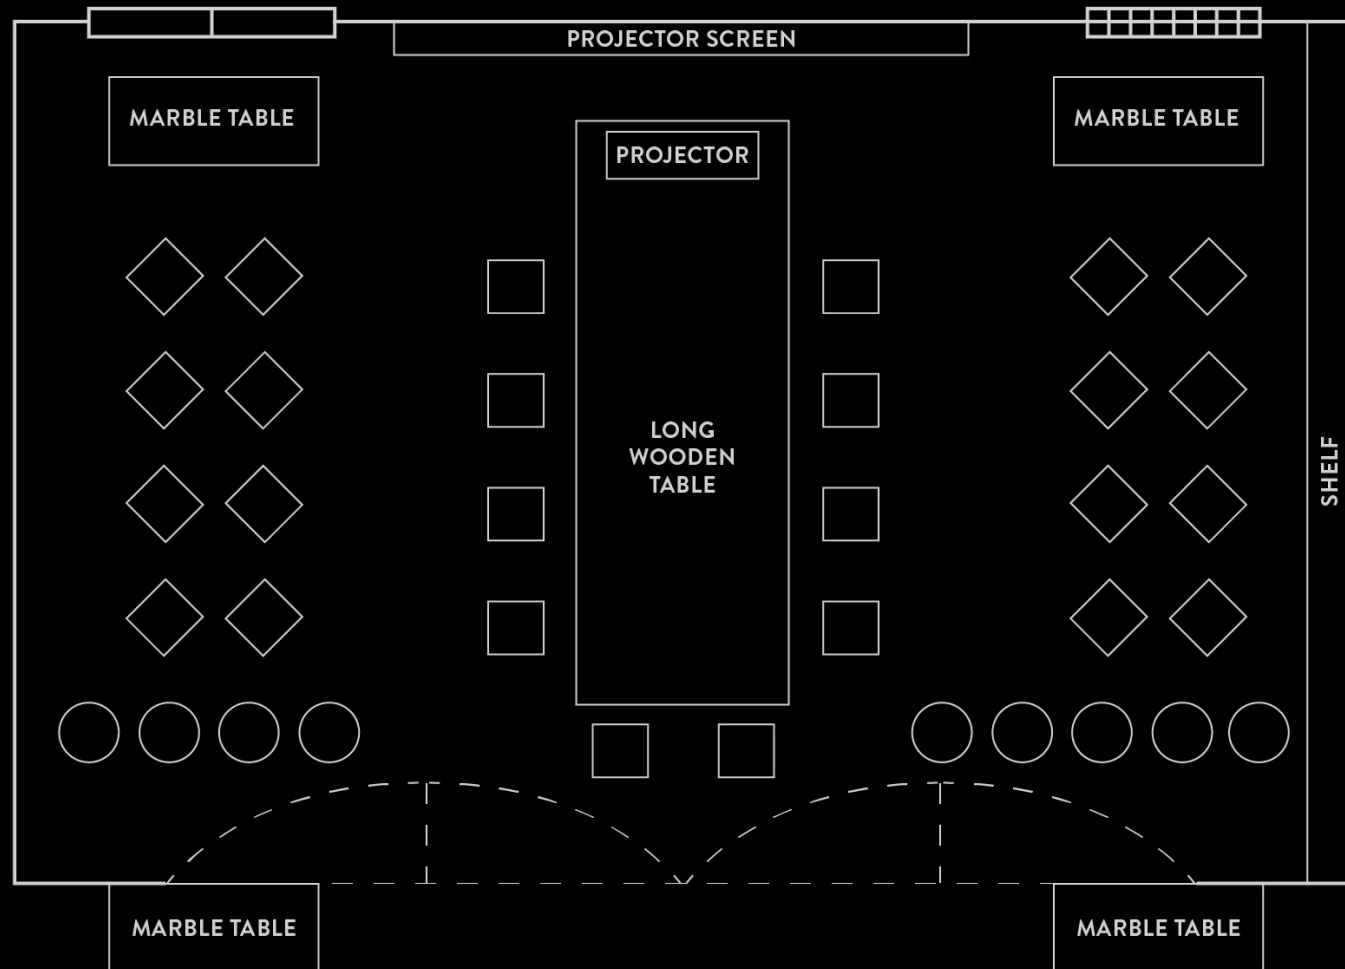 PROJECTOR SCREEN
MARBLE TABLE
MARBLE TABLE
PROJECTOR
LONG
WOODEN
TABLE
SHELF
MARBLE TABLE
MARBLE TABLE